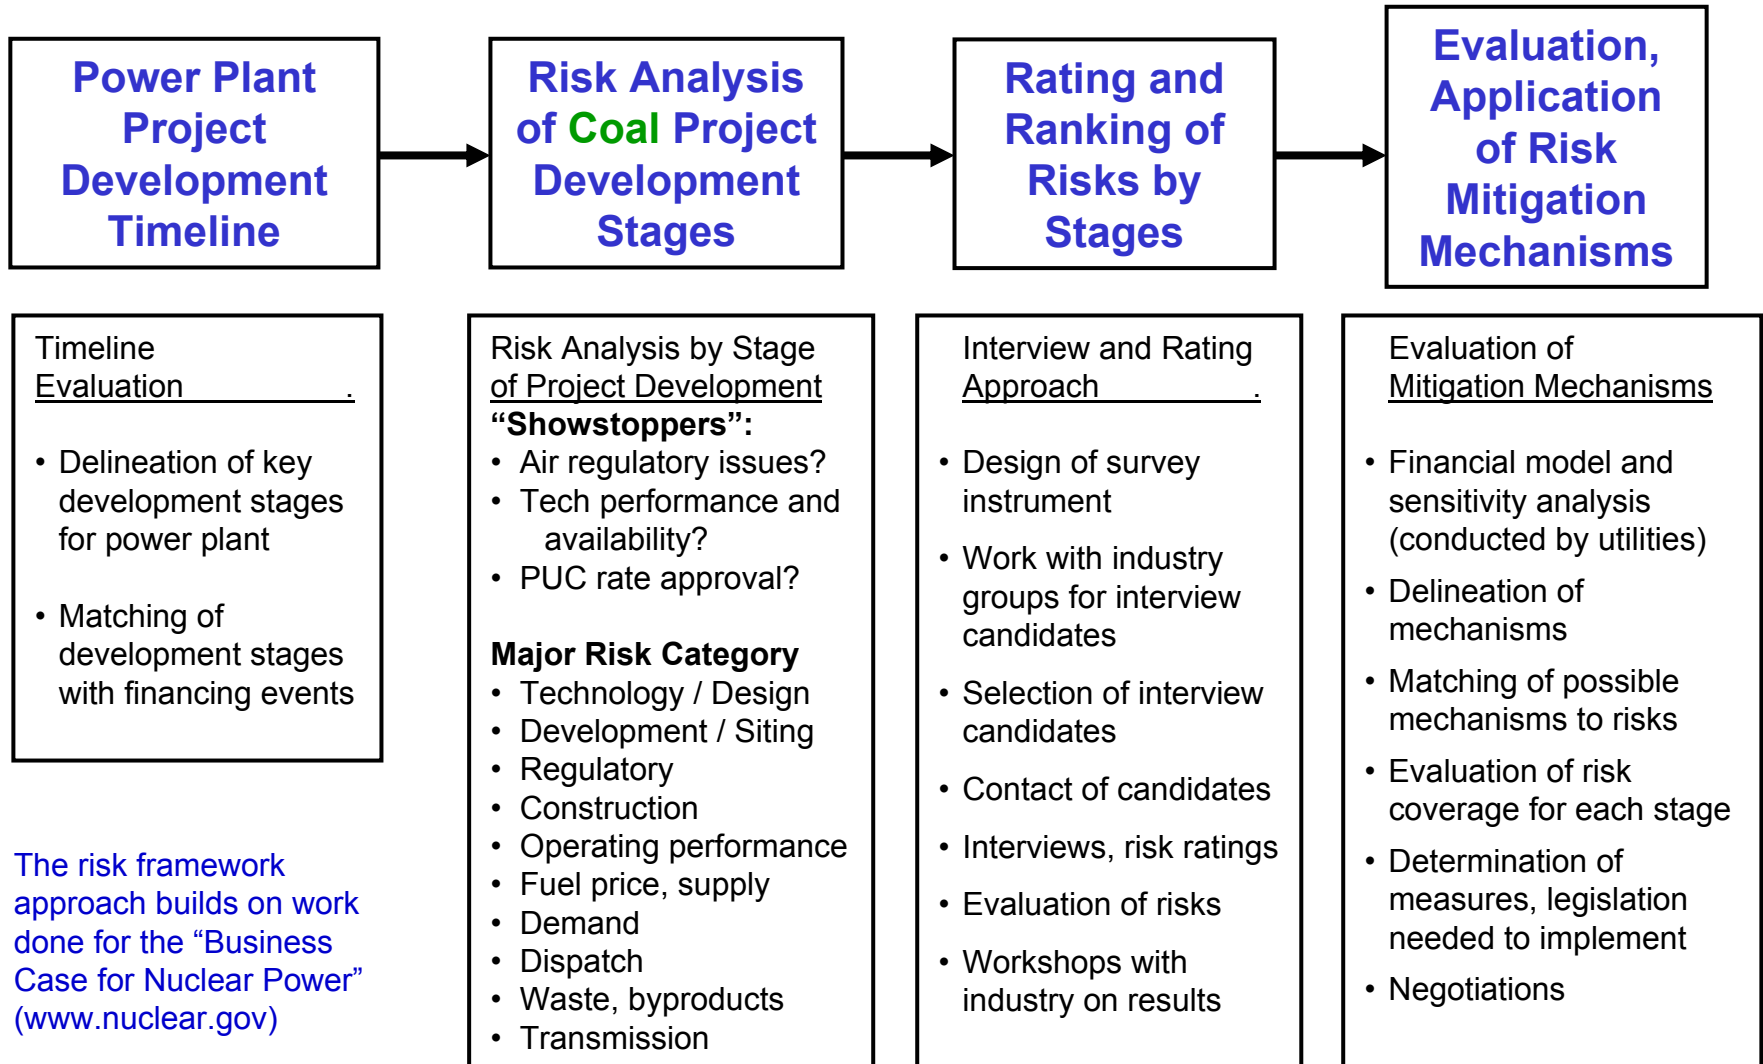 Power Plant
Project
Development
Timeline
Risk Analysis
of Coal Project
Development
Stages
Rating and
Ranking of
Risks by
Stages
Evaluation,
Application
of Risk
Mitigation
Mechanisms
Timeline
Evaluation .
• Delineation of key
development stages
for power plant
• Matching of
development stages
with financing events
The risk framework
approach builds on work
done for the “Business
Case for Nuclear Power”
(www.nuclear.gov)
Risk Analysis by Stage
of Project Development
“Showstoppers”:
• Air regulatory issues?
• Tech performance and
availability?
• PUC rate approval?
Major Risk Category
• Technology / Design
• Development / Siting
• Regulatory
• Construction
• Operating performance
• Fuel price, supply
• Demand
• Dispatch
• Waste, byproducts
• Transmission
Interview and Rating
Approach .
• Design of survey
instrument
• Work with industry
groups for interview
candidates
• Selection of interview
candidates
• Contact of candidates
• Interviews, risk ratings
• Evaluation of risks
• Workshops with
industry on results
Evaluation of
Mitigation Mechanisms
• Financial model and
sensitivity analysis
(conducted by utilities)
• Delineation of
mechanisms
• Matching of possible
mechanisms to risks
• Evaluation of risk
coverage for each stage
• Determination of
measures, legislation
needed to implement
• Negotiations